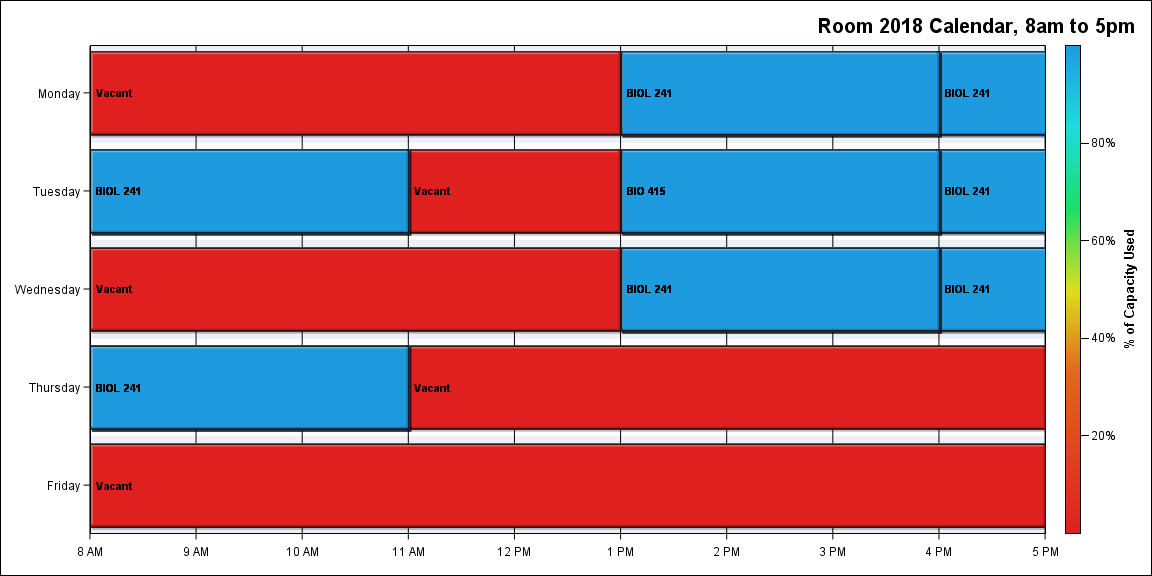 Room 2018 Calendar, 8am to 5pm
Monday
Vacant
BIOL 241
BIOL 241
Tuesday
BIOL 241
Vacant
BIO 415
BIOL 241
Wednesday
Vacant
BIOL 241
BIOL 241
Thursday
BIOL 241
Vacant
Friday
Vacant
8 AM
9 AM
10 AM
11 AM
12 PM
1 PM
2 PM
3 PM
4 PM
5 PM
80%
60%
40%
20%
% of Capacity Used